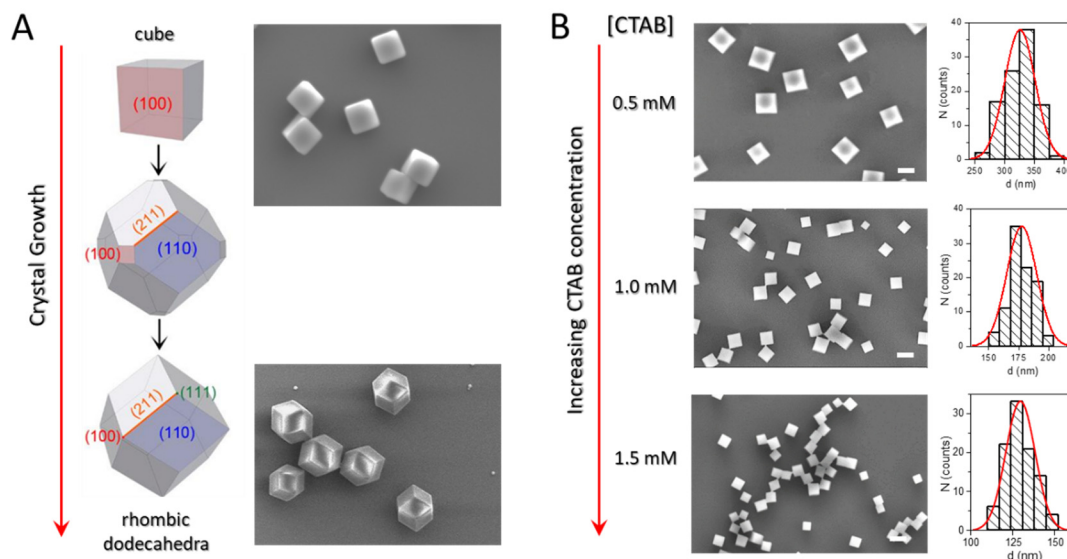 A
cube
(100)
(211)
(100)
(110)
(211)
(111)
(100)
(110)
rhombic
dodecahedra
Crystal Growth
B
[CTAB]
0.5 mM
1.0 mM
1.5 mM
Increasing CTAB concentration
40
30
20
10
0
N (counts)
250 300 350 400
d (nm)
40
30
20
10
0
N (counts)
150 175 200
d (nm)
30
20
10
0
N (counts)
100 125 150
d (nm)